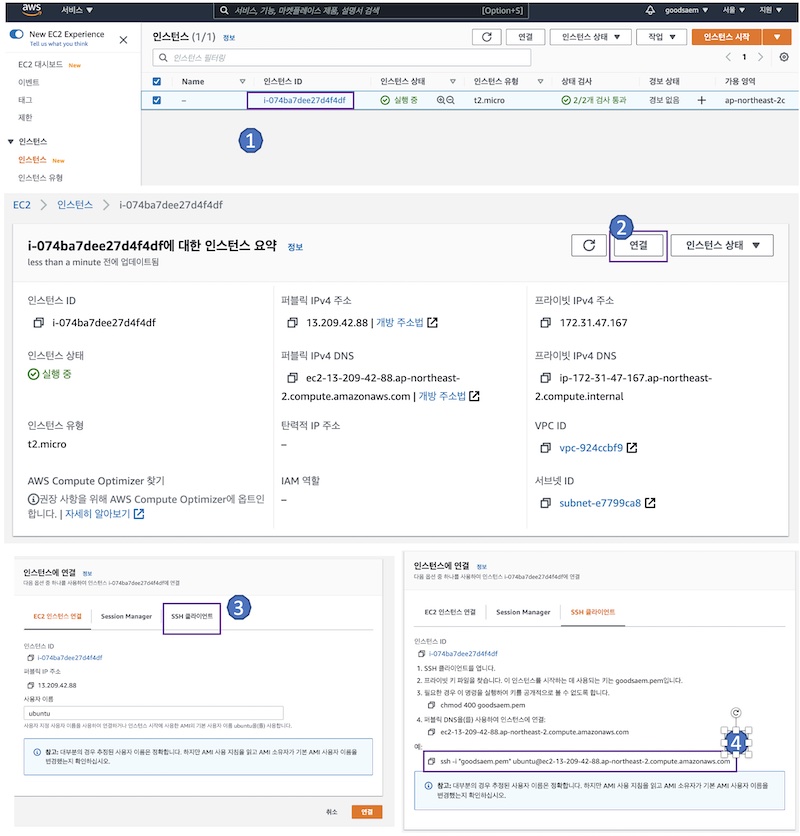 aws
서비스 ▼
서비스, 기능, 마켓플레이스 제품, 설명서 검색
[Option+S]
goodsaem ▼
서울 ▼
지원 ▼
New EC2 Experience
Tell us what you think
EC2 대시보드 New
이벤트
태그
제한
▼ 인스턴스
인스턴스 New
인스턴스 유형
인스턴스 (1/1) 정보
연결
인스턴스 상태 ▼
작업 ▼
인스턴스 시작 ▼
인스턴스 필터링
1
Name
인스턴스 ID
인스턴스 상태
인스턴스 유형
상태 검사
경보 상태
가용 영역
–
i-074ba7dee27d4f4df
실행 중
t2.micro
2/2개 검사 통과
경보 없음 +
ap-northeast-2c
1
EC2 > 인스턴스 > i-074ba7dee27d4f4df
i-074ba7dee27d4f4df에 대한 인스턴스 요약 정보
less than a minute 전에 업데이트됨
2
연결
인스턴스 상태 ▼
인스턴스 ID
i-074ba7dee27d4f4df
퍼블릭 IPv4 주소
13.209.42.88 | 개방 주소법
프라이빗 IPv4 주소
172.31.47.167
인스턴스 상태
실행 중
퍼블릭 IPv4 DNS
ec2-13-209-42-88.ap-northeast-
2.compute.amazonaws.com | 개방 주소법
프라이빗 IPv4 DNS
ip-172-31-47-167.ap-northeast-
2.compute.internal
인스턴스 유형
t2.micro
탄력적 IP 주소
–
VPC ID
vpc-924ccbf9
AWS Compute Optimizer 찾기
권장 사항을 위해 AWS Compute Optimizer에 옵트인
합니다. | 자세히 알아보기
IAM 역할
–
서브넷 ID
subnet-e7799ca8
인스턴스에 연결 정보
다음 옵션 중 하나를 사용하여 인스턴스 i-074ba7dee27d4f4df에 연결
EC2 인스턴스 연결
Session Manager
SSH 클라이언트
3
인스턴스 ID
i-074ba7dee27d4f4df
퍼블릭 IP 주소
13.209.42.88
사용자 이름
ubuntu
사용자 지정 사용자 이름을 사용하여 연결하거나 인스턴스 시작에 사용한 AMI의 기본 사용자 이름 ubuntu을(를) 사용합니다.
참고: 대부분의 경우 추정된 사용자 이름은 정확합니다. 하지만 AMI 사용 지침을 읽고 AMI 소유자가 기본 AMI 사용자 이름을
변경했는지 확인하십시오.
취소
연결
인스턴스에 연결 정보
다음 옵션 중 하나를 사용하여 인스턴스 i-074ba7dee27d4f4df에 연결
EC2 인스턴스 연결
Session Manager
SSH 클라이언트
인스턴스 ID
i-074ba7dee27d4f4df
1. SSH 클라이언트를 엽니다.
2. 프라이빗 키 파일을 찾습니다. 이 인스턴스를 시작하는 데 사용되는 키는 goodsaem.pem입니다.
3. 필요한 경우 이 명령을 실행하여 키를 공개적으로 볼 수 없도록 합니다.
chmod 400 goodsaem.pem
4. 퍼블릭 DNS을(를) 사용하여 인스턴스에 연결:
ec2-13-209-42-88.ap-northeast-2.compute.amazonaws.com
4
예:
ssh -i "goodsaem.pem" ubuntu@ec2-13-209-42-88.ap-northeast-2.compute.amazonaws.com
참고: 대부분의 경우 추정된 사용자 이름은 정확합니다. 하지만 AMI 사용 지침을 읽고 AMI 소유자가 기본 AMI 사용자 이름을
변경했는지 확인하십시오.